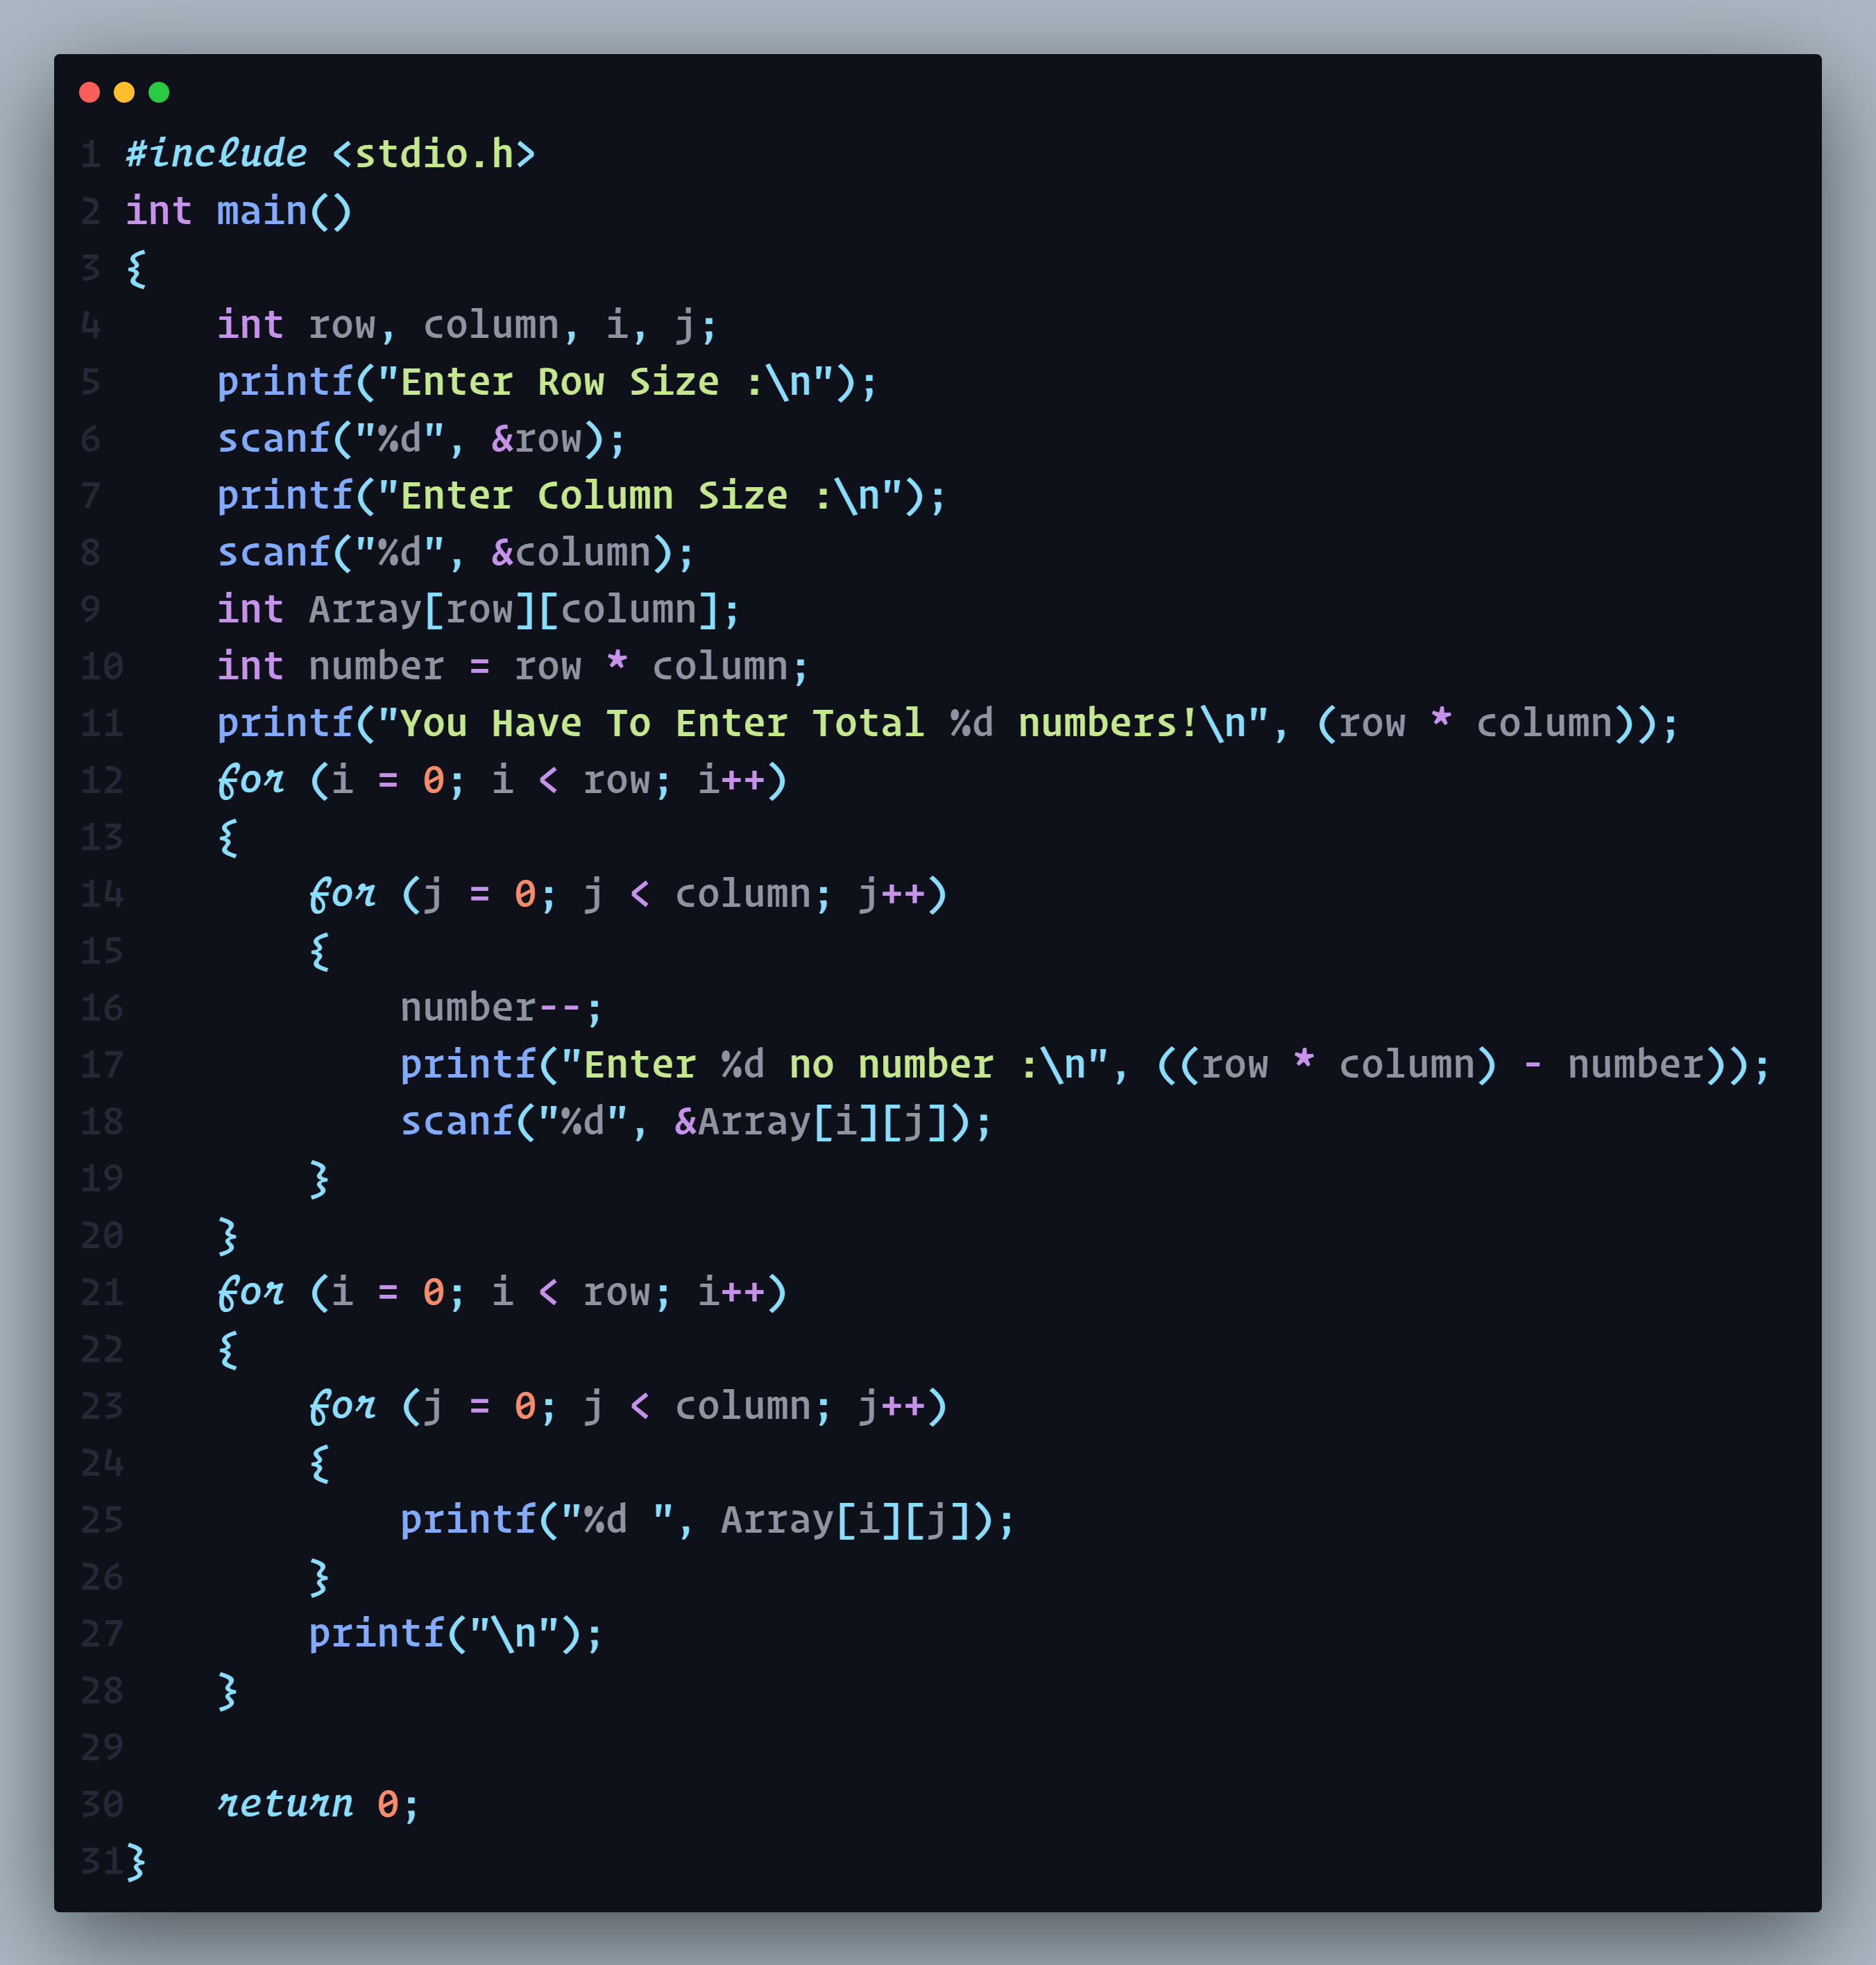 1 #include <stdio.h>
2 int main()
3 {
4     int row, column, i, j;
5     printf("Enter Row Size :\n");
6     scanf("%d", &row);
7     printf("Enter Column Size :\n");
8     scanf("%d", &column);
9     int Array[row][column];
10    int number = row * column;
11    printf("You Have To Enter Total %d numbers!\n", (row * column));
12    for (i = 0; i < row; i++)
13    {
14        for (j = 0; j < column; j++)
15        {
16            number--;
17            printf("Enter %d no number :\n", ((row * column) - number));
18            scanf("%d", &Array[i][j]);
19        }
20    }
21    for (i = 0; i < row; i++)
22    {
23        for (j = 0; j < column; j++)
24        {
25            printf("%d ", Array[i][j]);
26        }
27        printf("\n");
28    }
29
30    return 0;
31}